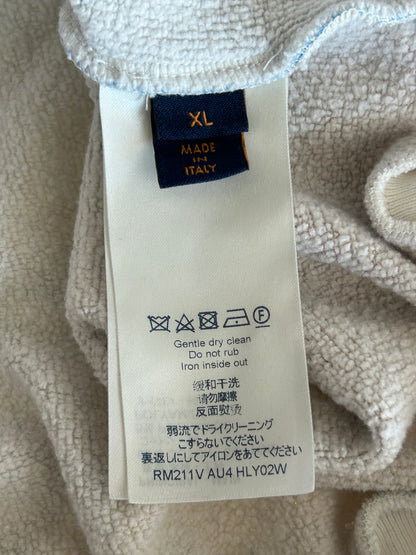 XL
MADE
IN
ITALY
Gentle dry clean
Do not rub
Iron inside out
缓和干洗
请勿摩擦
反面熨烫
弱流でドライクリーニング
こすらないでください
裏返しにしてアイロンをあててください
RM211V AU4 HLY02W